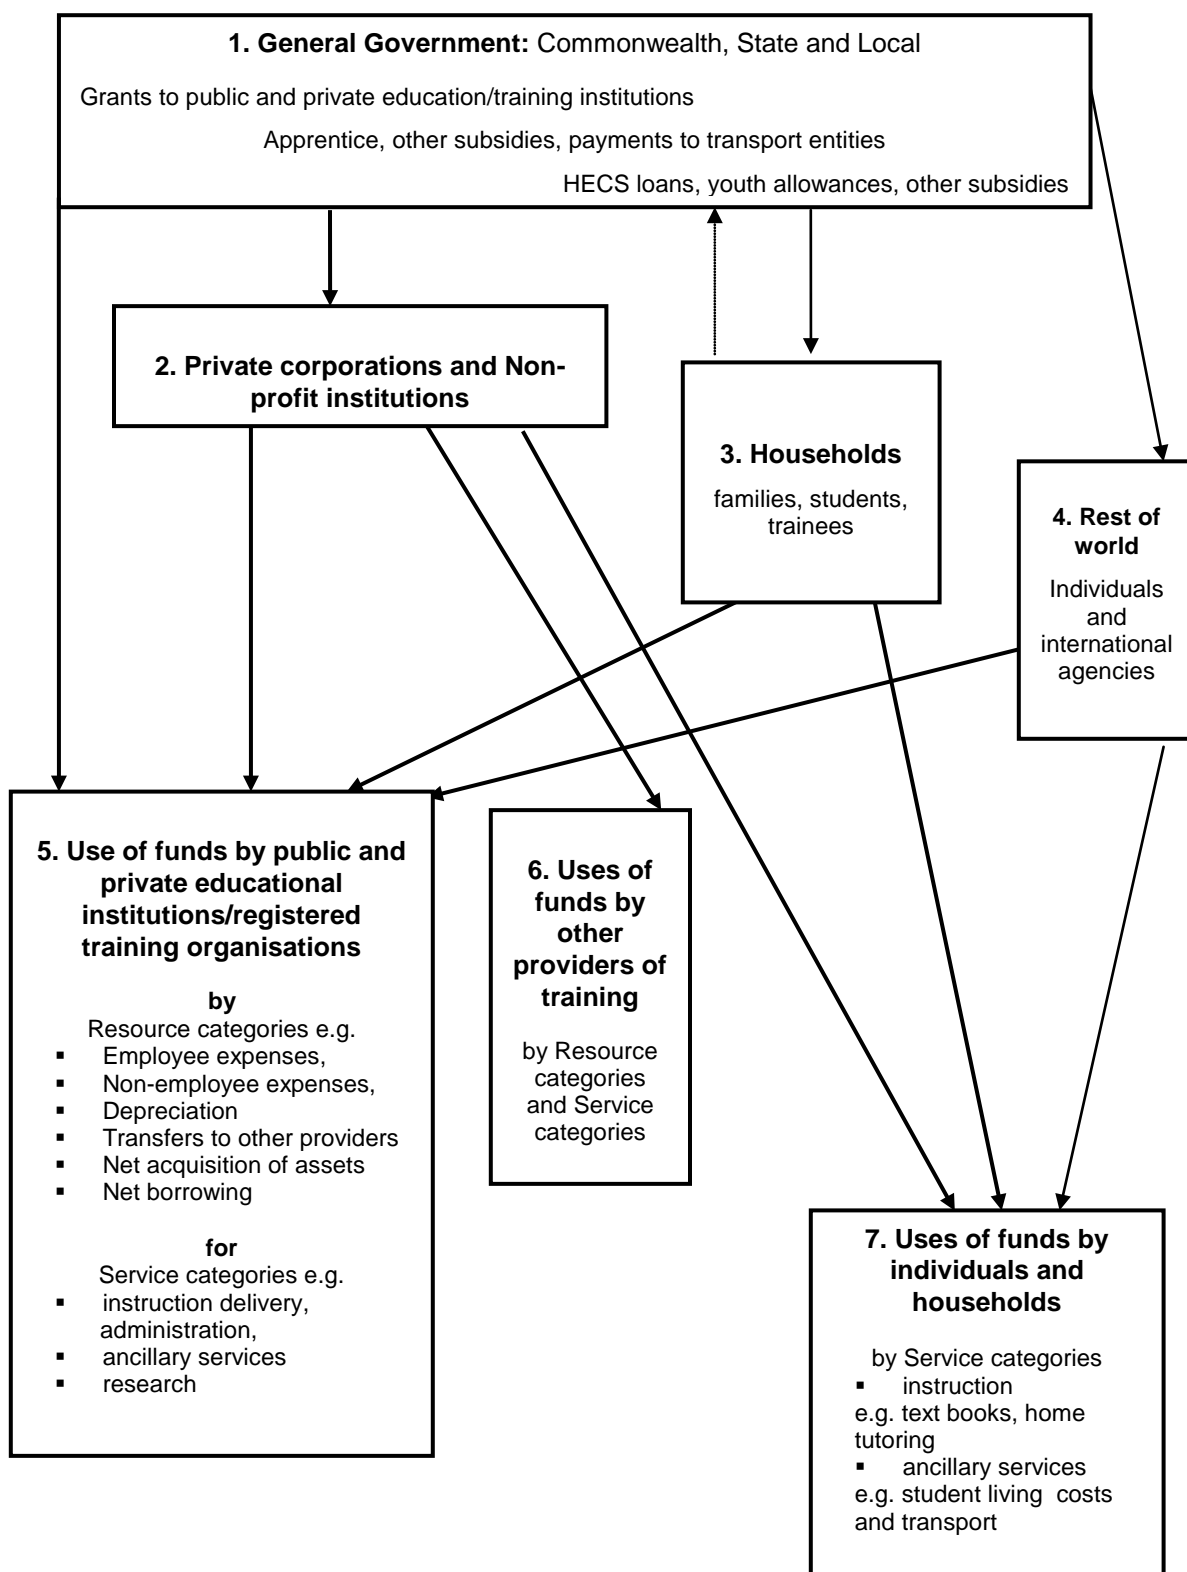 1. General Government: Commonwealth, State and Local
Grants to public and private education/training institutions
Apprentice, other subsidies, payments to transport entities
HECS loans, youth allowances, other subsidies
2. Private corporations and Non-
profit institutions
3. Households
families, students,
trainees
4. Rest of
world
Individuals
and
international
agencies
5. Use of funds by public and
private educational
institutions/registered
training organisations
by
Resource categories e.g.
▪ Employee expenses,
▪ Non-employee expenses,
▪ Depreciation
▪ Transfers to other providers
▪ Net acquisition of assets
▪ Net borrowing
for
Service categories e.g.
▪ instruction delivery,
administration,
▪ ancillary services
▪ research
6. Uses of
funds by
other
providers of
training
by Resource
categories
and Service
categories
7. Uses of funds by
individuals and
households
by Service categories
▪ instruction
e.g. text books, home
tutoring
▪ ancillary services
e.g. student living costs
and transport